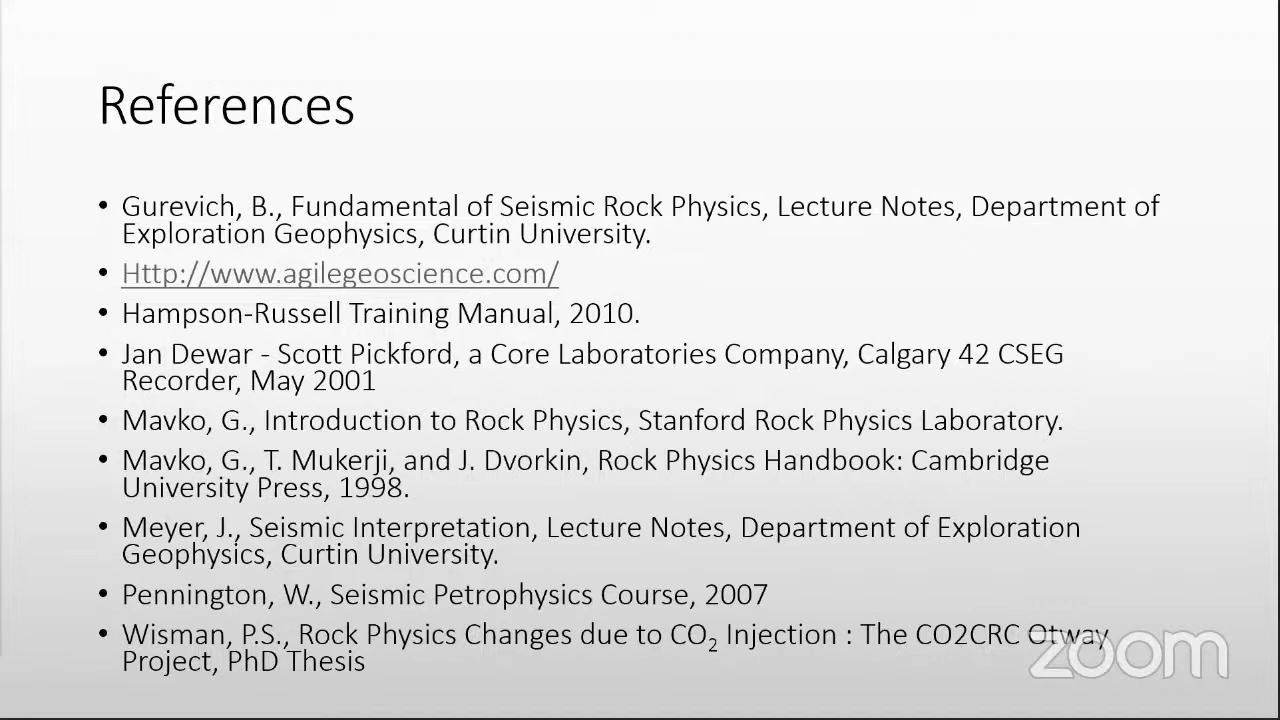 References
• Gurevich, B., Fundamental of Seismic Rock Physics, Lecture Notes, Department of
Exploration Geophysics, Curtin University.
• Http://www.agilegeoscience.com/
• Hampson-Russell Training Manual, 2010.
• Jan Dewar - Scott Pickford, a Core Laboratories Company, Calgary 42 CSEG
Recorder, May 2001
• Mavko, G., Introduction to Rock Physics, Stanford Rock Physics Laboratory.
• Mavko, G., T. Mukerji, and J. Dvorkin, Rock Physics Handbook: Cambridge
University Press, 1998.
• Meyer, J., Seismic Interpretation, Lecture Notes, Department of Exploration
Geophysics, Curtin University.
• Pennington, W., Seismic Petrophysics Course, 2007
• Wisman, P.S., Rock Physics Changes due to CO₂ Injection : The CO2CRC Otway
Project, PhD Thesis
zoom